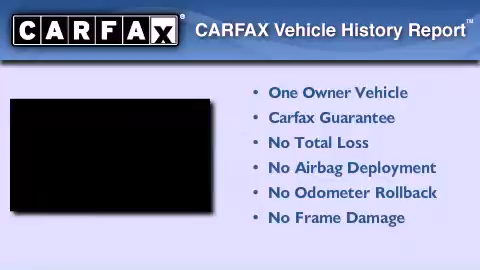 CARFAX® CARFAX Vehicle History Report™
• One Owner Vehicle
• Carfax Guarantee
• No Total Loss
• No Airbag Deployment
• No Odometer Rollback
• No Frame Damage